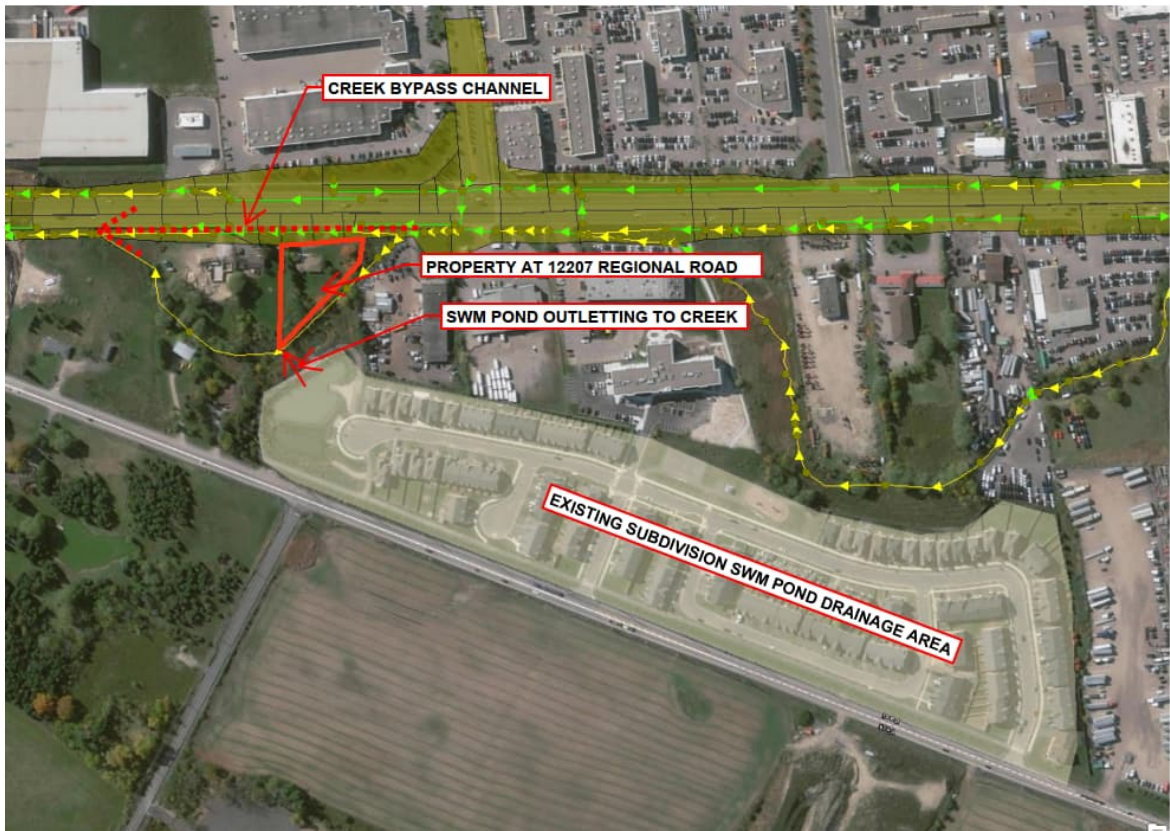 CREEK BYPASS CHANNEL
PROPERTY AT 12207 REGIONAL ROAD
SWM POND OUTLETTING TO CREEK
EXISTING SUBDIVISION SWM POND DRAINAGE AREA